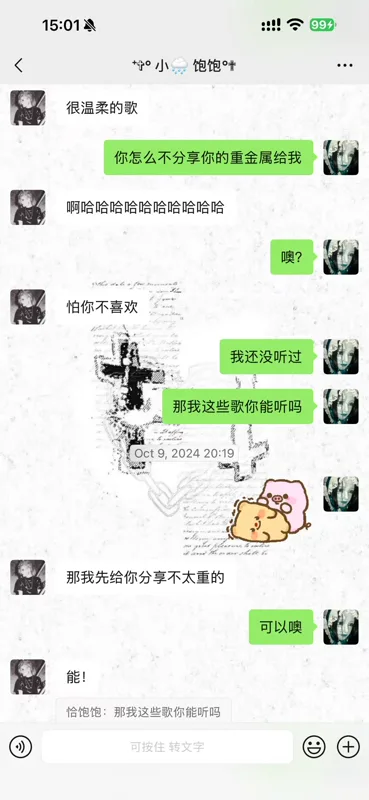 15:01
99
⁺✞° 小🌧️饱饱°✟
很温柔的歌
你怎么不分享你的重金属给我
啊哈哈哈哈哈哈哈哈哈哈
噢？
怕你不喜欢
我还没听过
那我这些歌你能听吗
Oct 9, 2024 20:19
那我先给你分享不太重的
可以噢
能！
恰饱饱：那我这些歌你能听吗
可按住 转文字